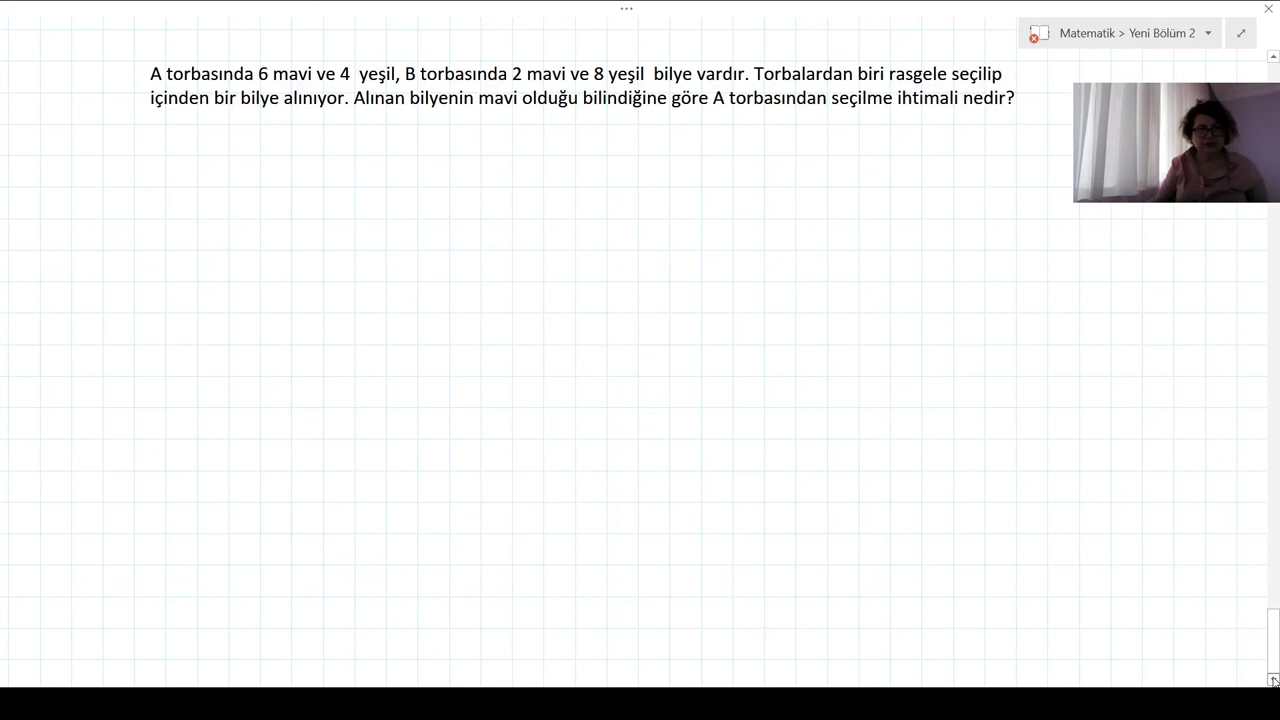 Matematik > Yeni Bölüm 2
A torbasında 6 mavi ve 4 yeşil, B torbasında 2 mavi ve 8 yeşil bilye vardır. Torbalardan biri rasgele seçilip
içinden bir bilye alınıyor. Alınan bilyenin mavi olduğu bilindiğine göre A torbasından seçilme ihtimali nedir?